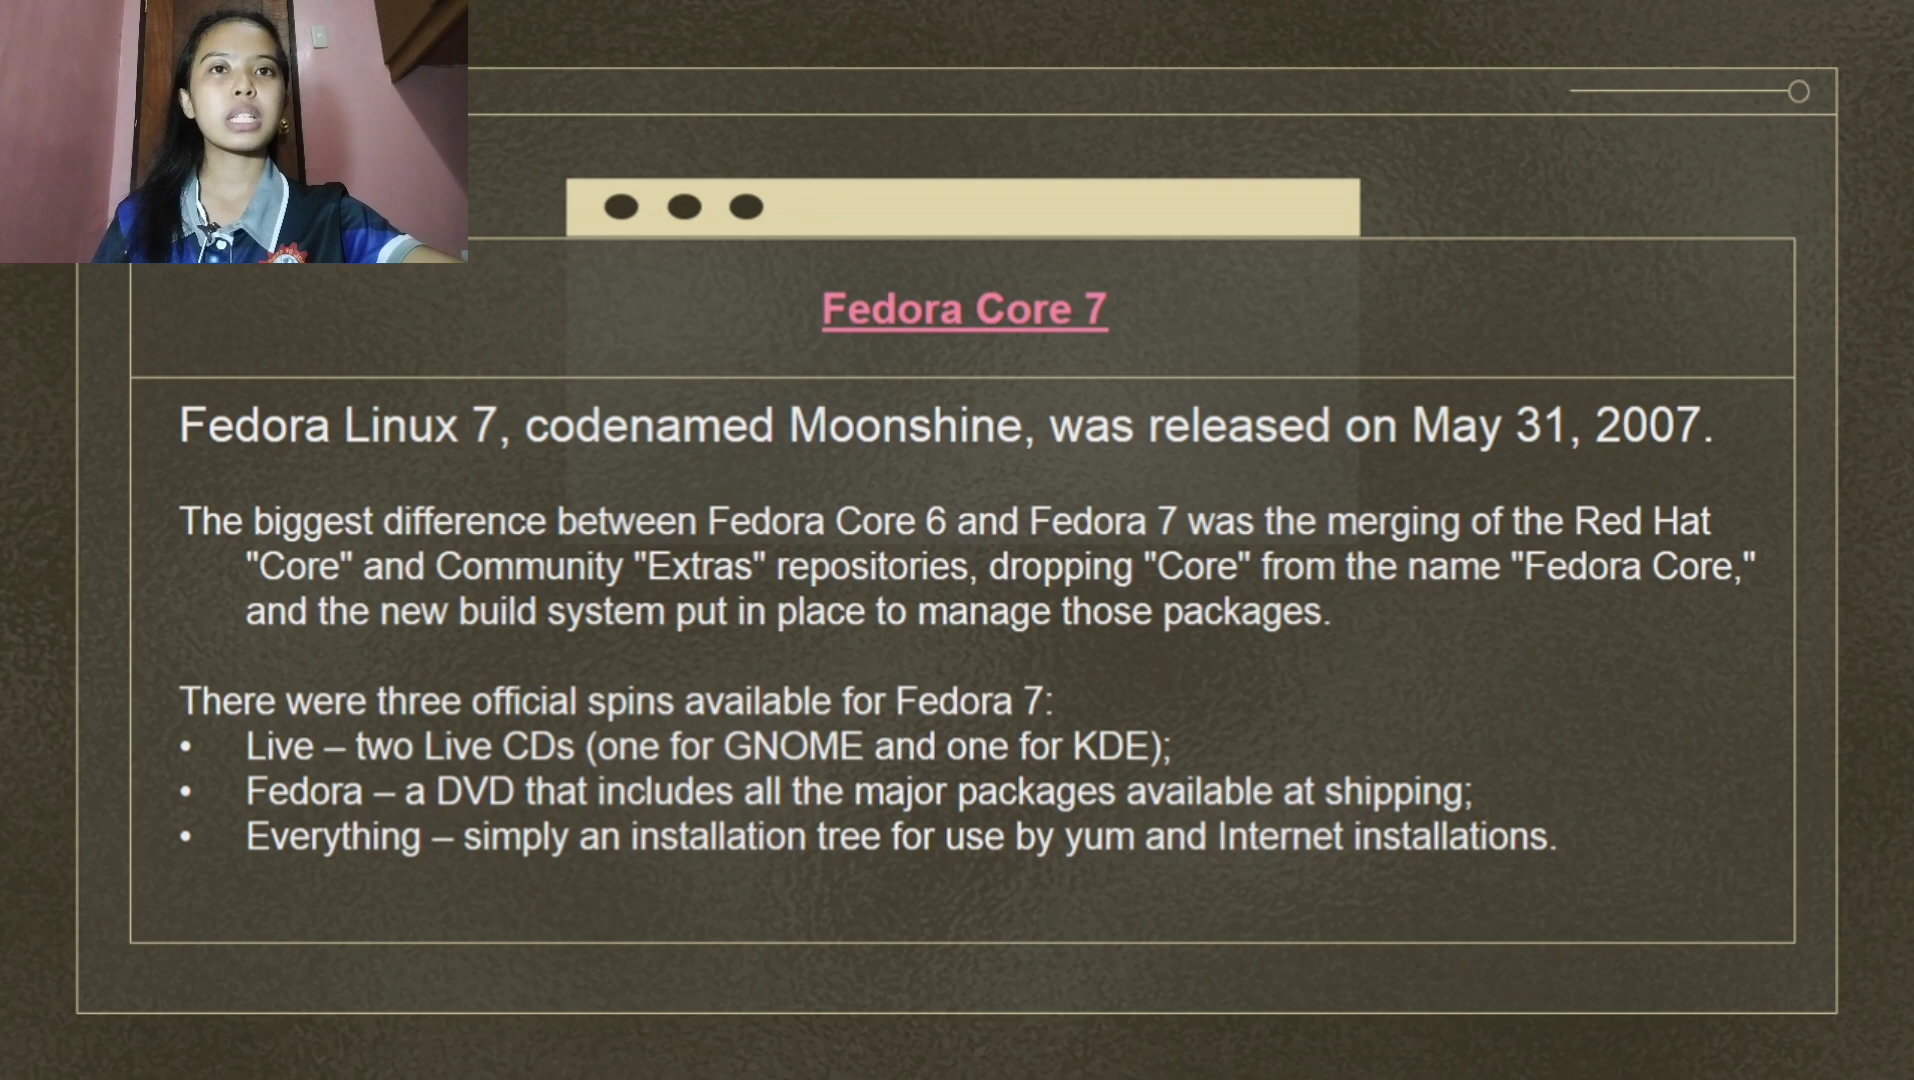 Fedora Core 7
Fedora Linux 7, codenamed Moonshine, was released on May 31, 2007.
The biggest difference between Fedora Core 6 and Fedora 7 was the merging of the Red Hat
"Core" and Community "Extras" repositories, dropping "Core" from the name "Fedora Core,"
and the new build system put in place to manage those packages.
There were three official spins available for Fedora 7:
• Live – two Live CDs (one for GNOME and one for KDE);
• Fedora – a DVD that includes all the major packages available at shipping;
• Everything – simply an installation tree for use by yum and Internet installations.